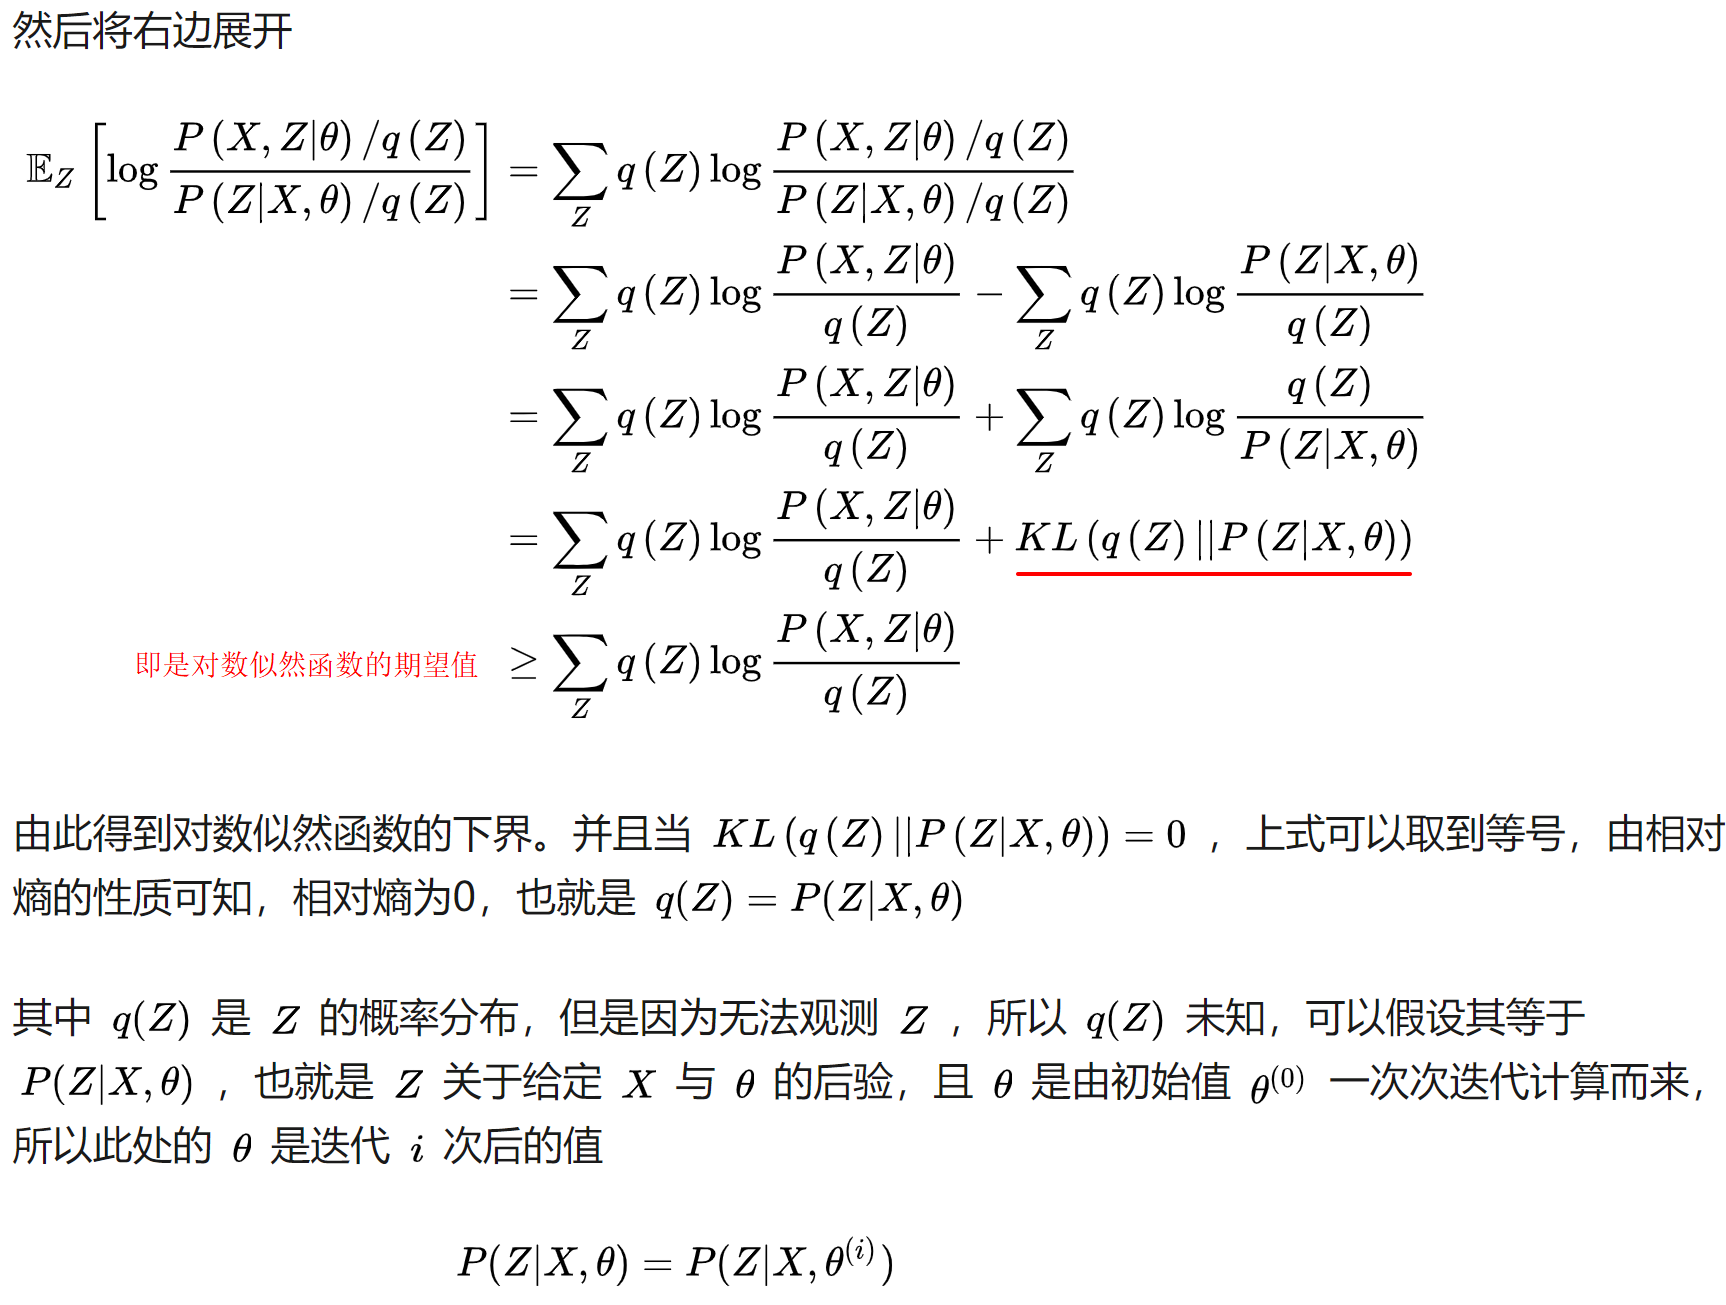 然后将右边展开
$\mathbb{E}_Z \left[ \log \frac{P(X,Z|\theta)/q(Z)}{P(Z|X,\theta)/q(Z)} \right] = \sum_Z q(Z) \log \frac{P(X,Z|\theta)/q(Z)}{P(Z|X,\theta)/q(Z)}$
$= \sum_Z q(Z) \log \frac{P(X,Z|\theta)}{q(Z)} - \sum_Z q(Z) \log \frac{P(Z|X,\theta)}{q(Z)}$
$= \sum_Z q(Z) \log \frac{P(X,Z|\theta)}{q(Z)} + \sum_Z q(Z) \log \frac{q(Z)}{P(Z|X,\theta)}$
$= \sum_Z q(Z) \log \frac{P(X,Z|\theta)}{q(Z)} + KL(q(Z)||P(Z|X,\theta))$
即是对数似然函数的期望值 $\geq \sum_Z q(Z) \log \frac{P(X,Z|\theta)}{q(Z)}$
由此得到对数似然函数的下界。并且当 $KL(q(Z)||P(Z|X,\theta)) = 0$ ，上式可以取到等号，由相对
熵的性质可知，相对熵为0，也就是 $q(Z) = P(Z|X,\theta)$
其中 $q(Z)$ 是 $Z$ 的概率分布，但是因为无法观测 $Z$ ，所以 $q(Z)$ 未知，可以假设其等于
$P(Z|X,\theta)$ ，也就是 $Z$ 关于给定 $X$ 与 $\theta$ 的后验，且 $\theta$ 是由初始值 $\theta^{(0)}$ 一次次迭代计算而来，
所以此处的 $\theta$ 是迭代 $i$ 次后的值
$P(Z|X,\theta) = P(Z|X,\theta^{(i)})$